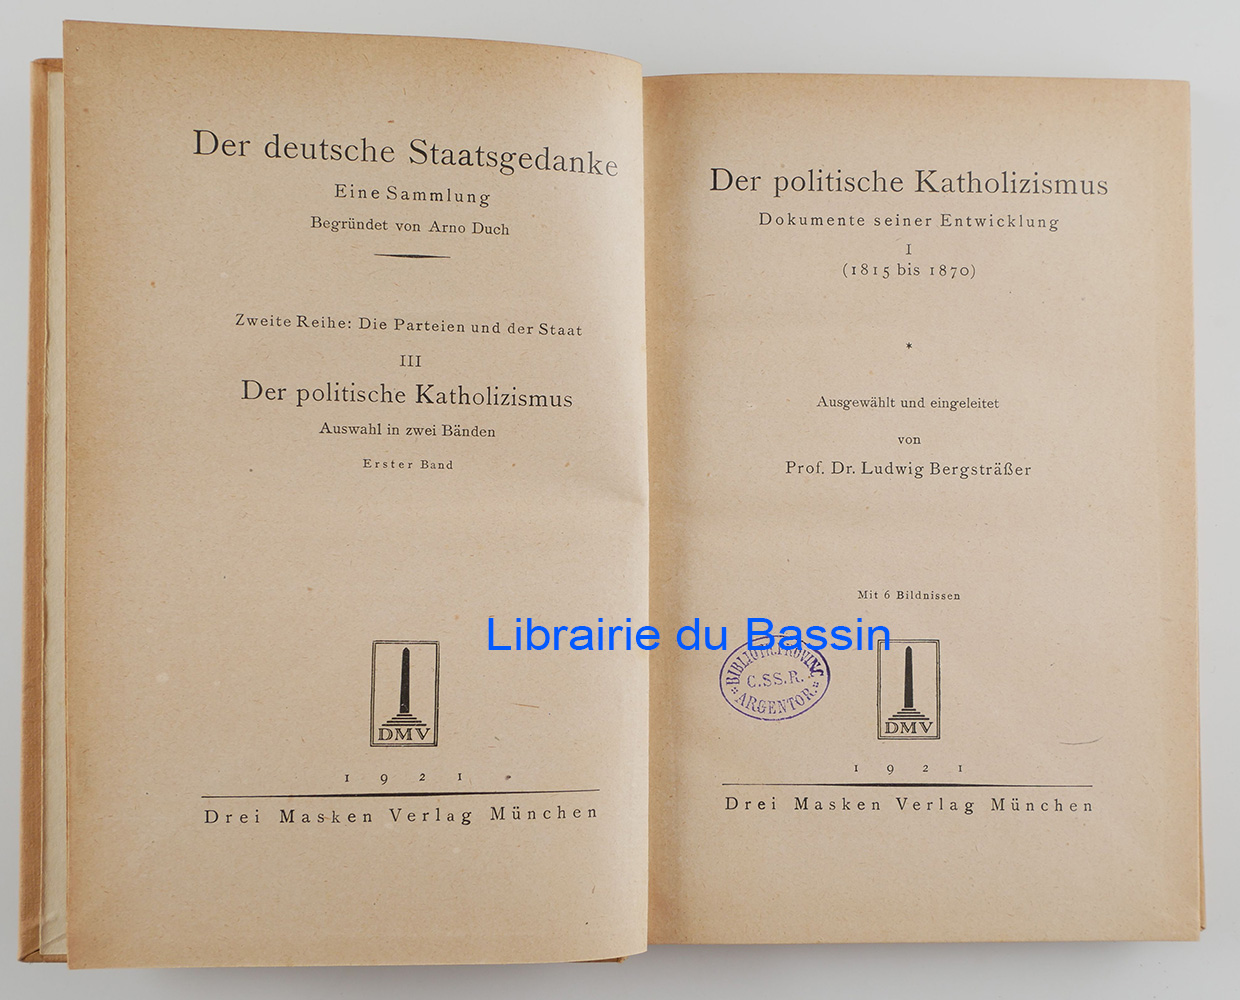 Der deutsche Staatsgedanke
Eine Sammlung
Begründet von Arno Duch
Zweite Reihe: Die Parteien und der Staat
III
Der politische Katholizismus
Auswahl in zwei Bänden
Erster Band
DMV
1921
Drei Masken Verlag München
Der politische Katholizismus
Dokumente seiner Entwicklung
I
(1815 bis 1870)
*
Ausgewählt und eingeleitet
von
Prof. Dr. Ludwig Bergsträßer
Mit 6 Bildnissen
Librairie du Bassin
BIBLIOTH. PROVINC.
C.SS.R.
ARGENTOR.
DMV
1921
Drei Masken Verlag München